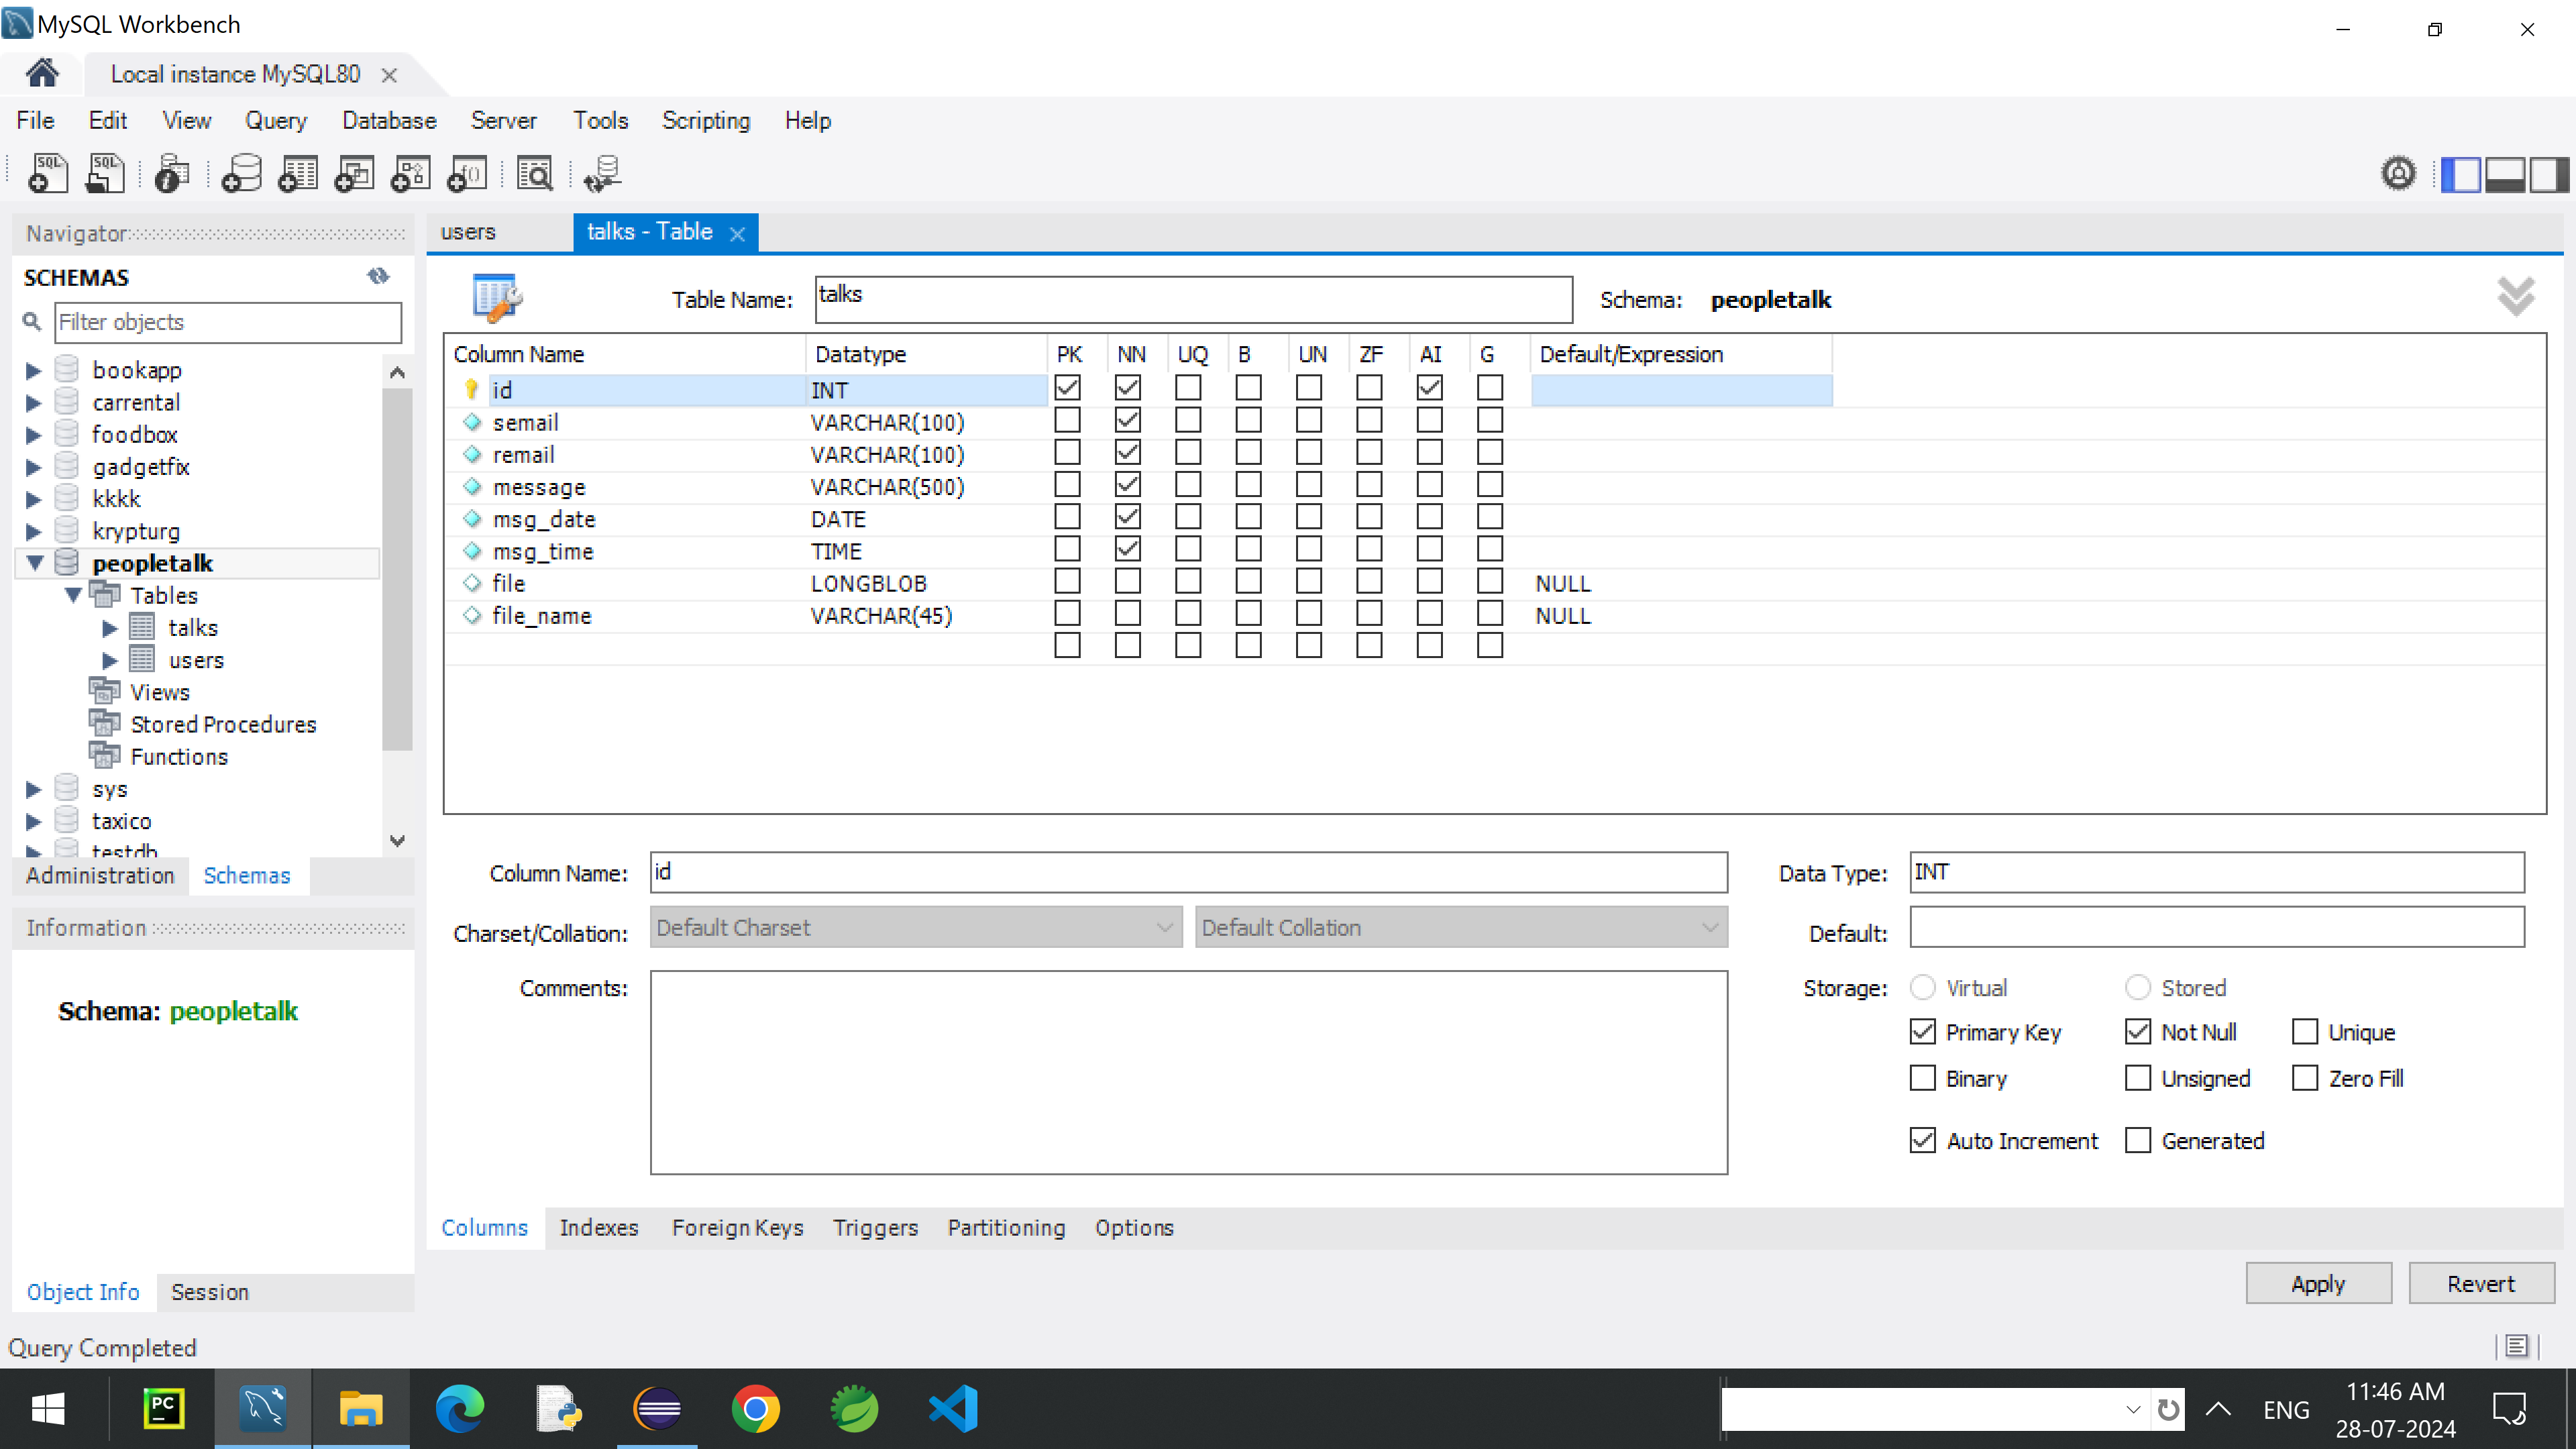 MySQL Workbench
Local instance MySQL80
File Edit View Query Database Server Tools Scripting Help
Navigator
SCHEMAS
Filter objects
bookapp
carrental
foodbox
gadgetfix
kkkk
krypturg
peopletalk
Tables
talks
users
Views
Stored Procedures
Functions
sys
taxico
testdb
Administration Schemas
Information
Schema: peopletalk
Object Info Session
users talks - Table
Table Name: talks Schema: peopletalk
Column Name Datatype PK NN UQ B UN ZF AI G Default/Expression
id INT
semail VARCHAR(100)
remail VARCHAR(100)
message VARCHAR(500)
msg_date DATE
msg_time TIME
file LONGBLOB NULL
file_name VARCHAR(45) NULL
Column Name: id Data Type: INT
Charset/Collation: Default Charset Default Collation Default:
Comments: Storage: Virtual Stored
Primary Key Not Null Unique
Binary Unsigned Zero Fill
Auto Increment Generated
Columns Indexes Foreign Keys Triggers Partitioning Options
Apply Revert
Query Completed
PC
ENG
11:46 AM
28-07-2024